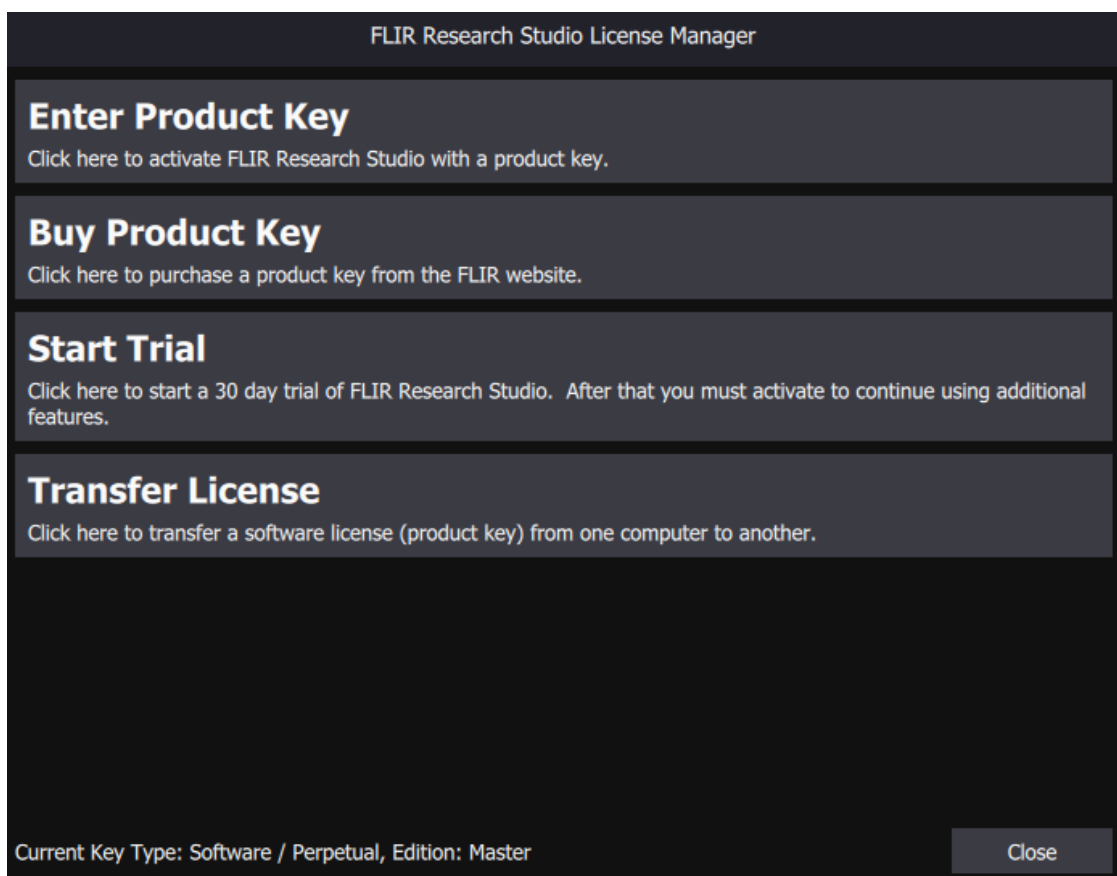 FLIR Research Studio License Manager
Enter Product Key
Click here to activate FLIR Research Studio with a product key.
Buy Product Key
Click here to purchase a product key from the FLIR website.
Start Trial
Click here to start a 30 day trial of FLIR Research Studio.  After that you must activate to continue using additional
features.
Transfer License
Click here to transfer a software license (product key) from one computer to another.
Current Key Type: Software / Perpetual, Edition: Master
Close